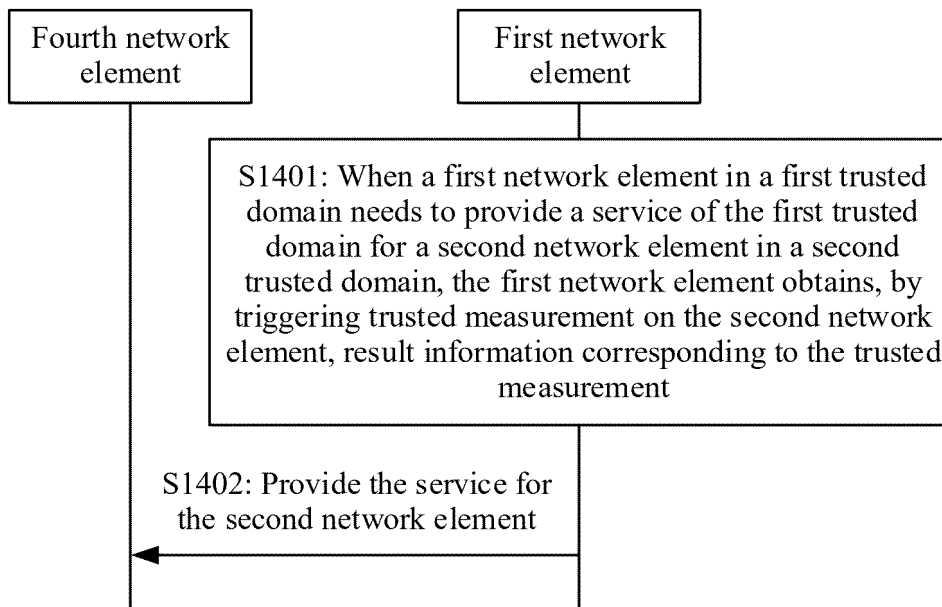 Fourth network
element
First network
element
S1401: When a first network element in a first trusted
domain needs to provide a service of the first trusted
domain for a second network element in a second
trusted domain, the first network element obtains, by
triggering trusted measurement on the second network
element, result information corresponding to the trusted
measurement
S1402: Provide the service for
the second network element